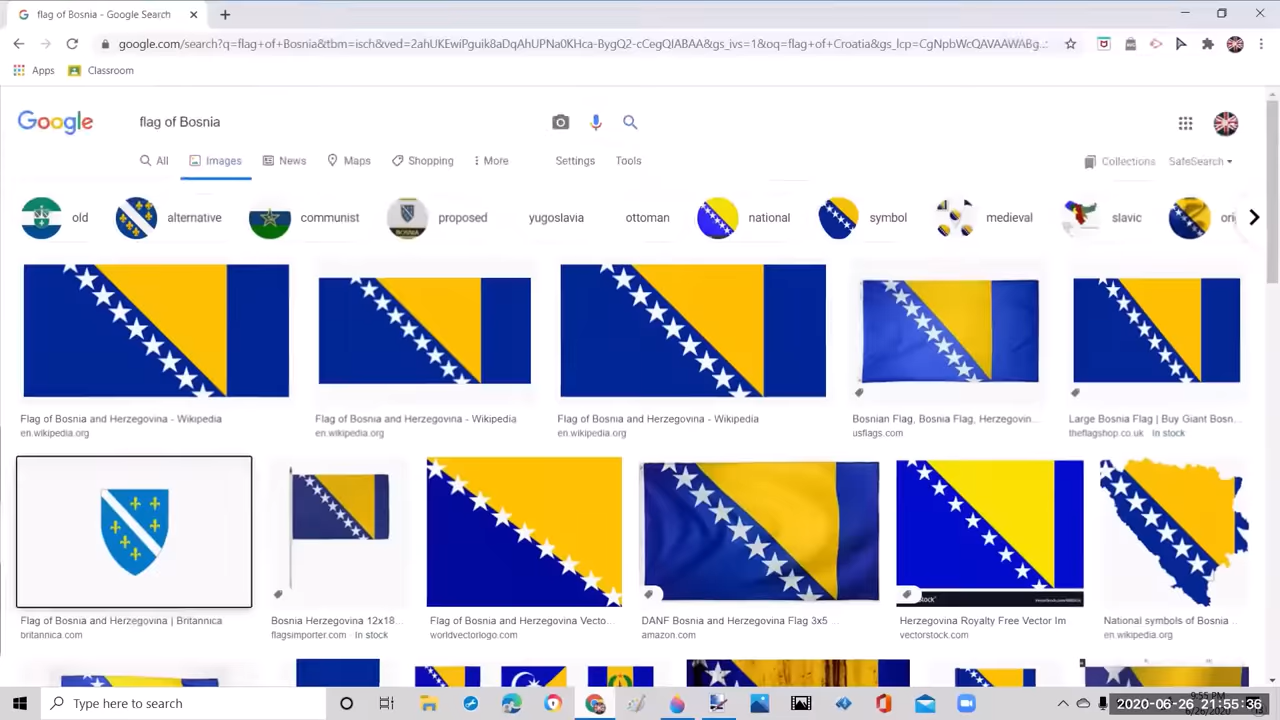 flag of Bosnia - Google Search
google.com/search?q=flag+of+Bosnia&tbm=isch&ved=2ahUKEwiPguik8aDqAhUPNa0KHca-BygQ2-cCegQIABAA&gs_ivs=1&oq=flag+of+Croatia&gs_lcp=CgNpbWcQAVAAWABg...
Apps Classroom
Google flag of Bosnia
All Images News Maps Shopping More Settings Tools Collections SafeSearch
old alternative communist proposed yugoslavia ottoman national symbol medieval slavic
BOSNIA
Flag of Bosnia and Herzegovina - Wikipedia
en.wikipedia.org
Flag of Bosnia and Herzegovina - Wikipedia
en.wikipedia.org
Flag of Bosnia and Herzegovina - Wikipedia
en.wikipedia.org
Bosnian Flag, Bosnia Flag, Herzegovin...
usflags.com
Large Bosnia Flag | Buy Giant Bosn...
theflagshop.co.uk · In stock
Flag of Bosnia and Herzegovina | Britannica
britannica.com
Bosnia Herzegovina 12x18...
flagsimporter.com · In stock
Flag of Bosnia and Herzegovina Vecto...
worldvectorlogo.com
DANF Bosnia and Herzegovina Flag 3x5 ...
amazon.com
Herzegovina Royalty Free Vector Im
vectorstock.com
National symbols of Bosnia ...
en.wikipedia.org
Type here to search
9:55 PM
2020-06-26 21:55:36